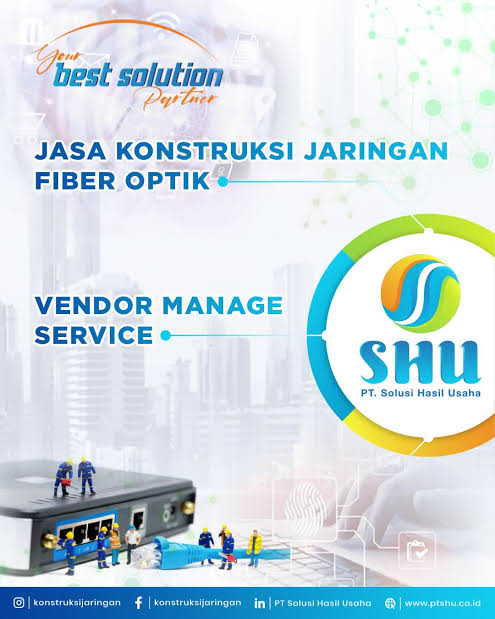 Your
best solution
Partner
JASA KONSTRUKSI JARINGAN
FIBER OPTIK
VENDOR MANAGE
SERVICE
SHU
PT. Solusi Hasil Usaha
konstruksijaringan | konstruksijaringan | PT Solusi Hasil Usaha | www.ptshu.co.id